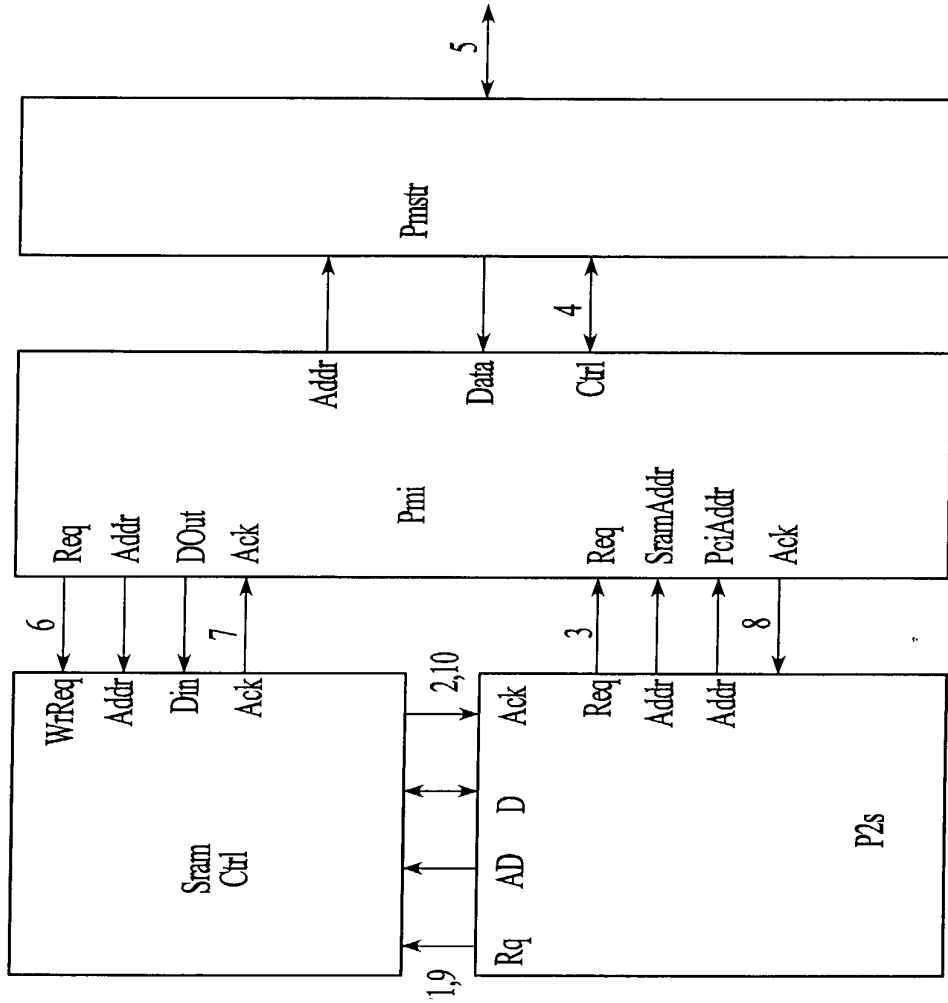 5
Pmstr
4
Addr
Data
Ctrl
Pmi
Req
Addr
DOut
Ack
Req
SramAddr
PciAddr
Ack
6
7
3
8
WrReq
Addr
Din
Ack
2,10
Ack
Req
Addr
Addr
D
AD
Rq
Sram
Ctrl
P2s
1,9